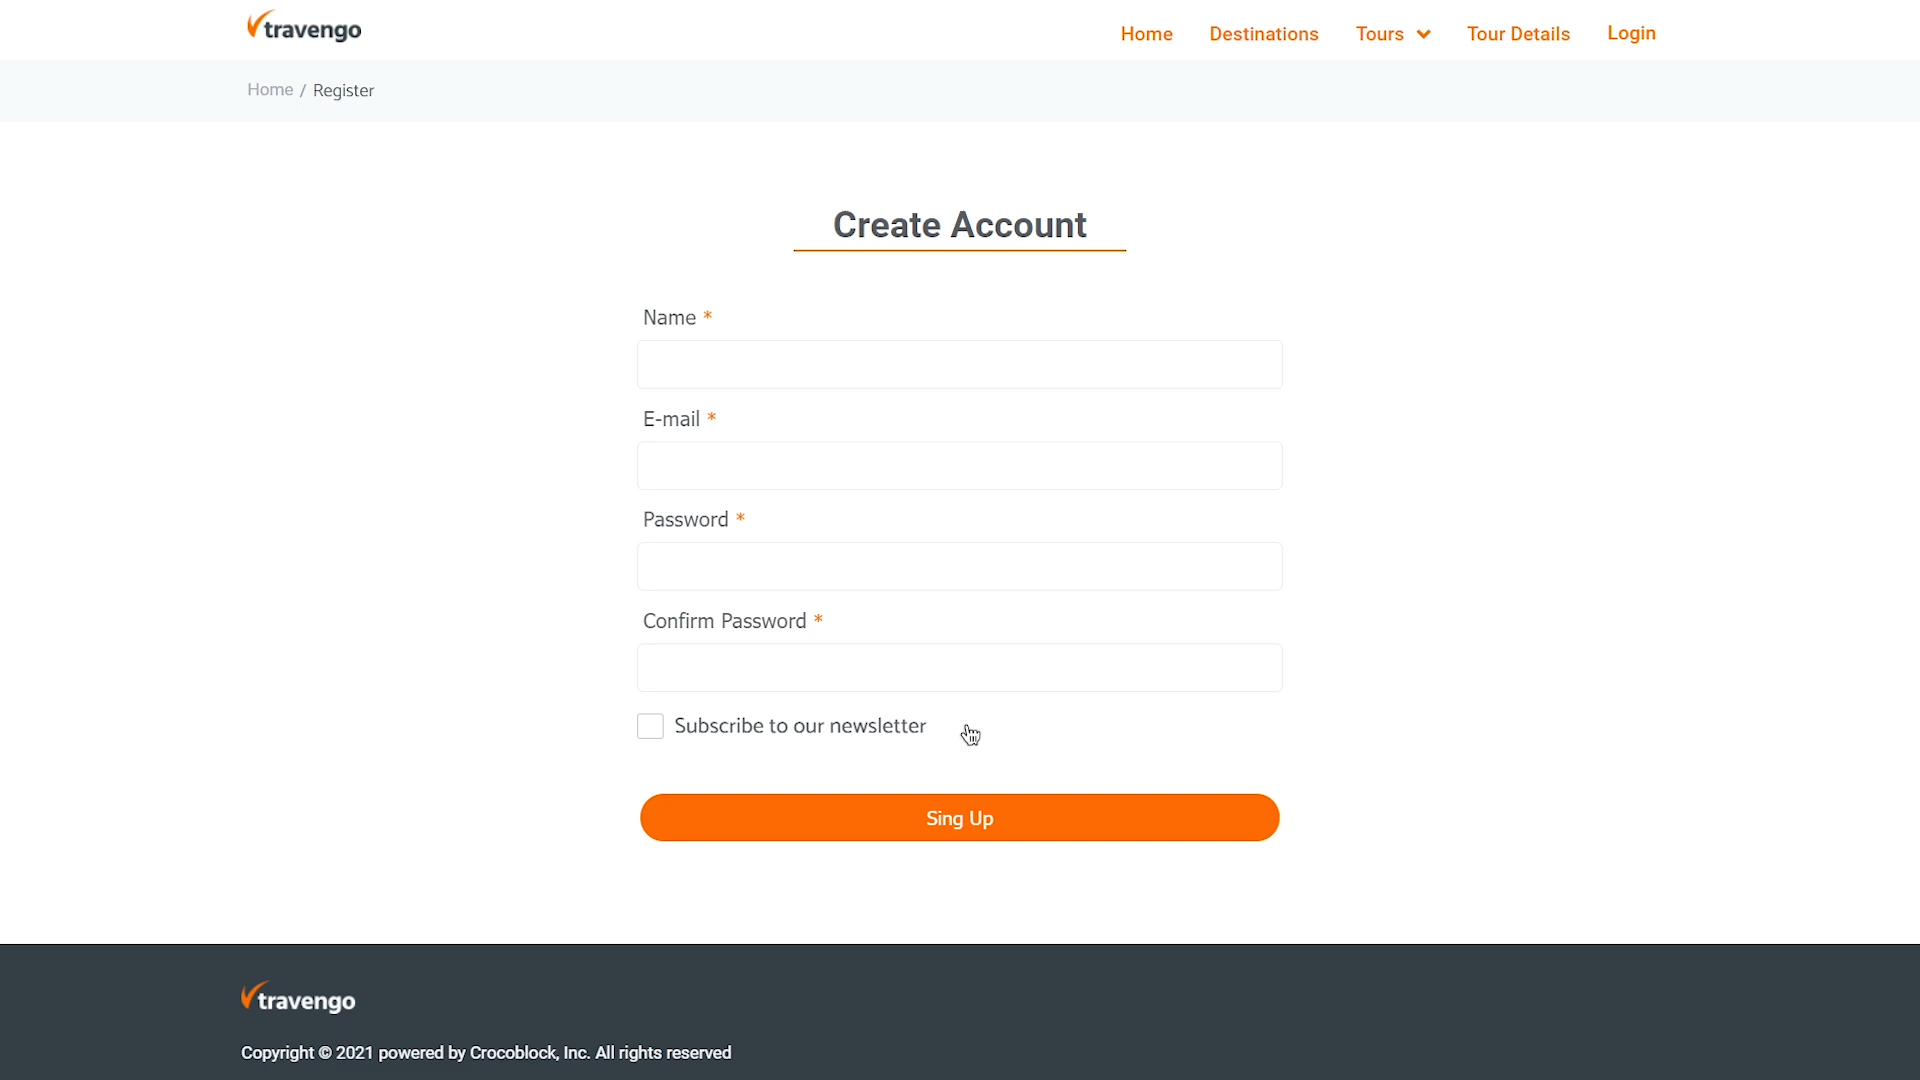 travengo
Home Destinations Tours Tour Details Login
Home / Register
Create Account
Name *
E-mail *
Password *
Confirm Password *
Subscribe to our newsletter
Sing Up
travengo
Copyright © 2021 powered by Crocoblock, Inc. All rights reserved